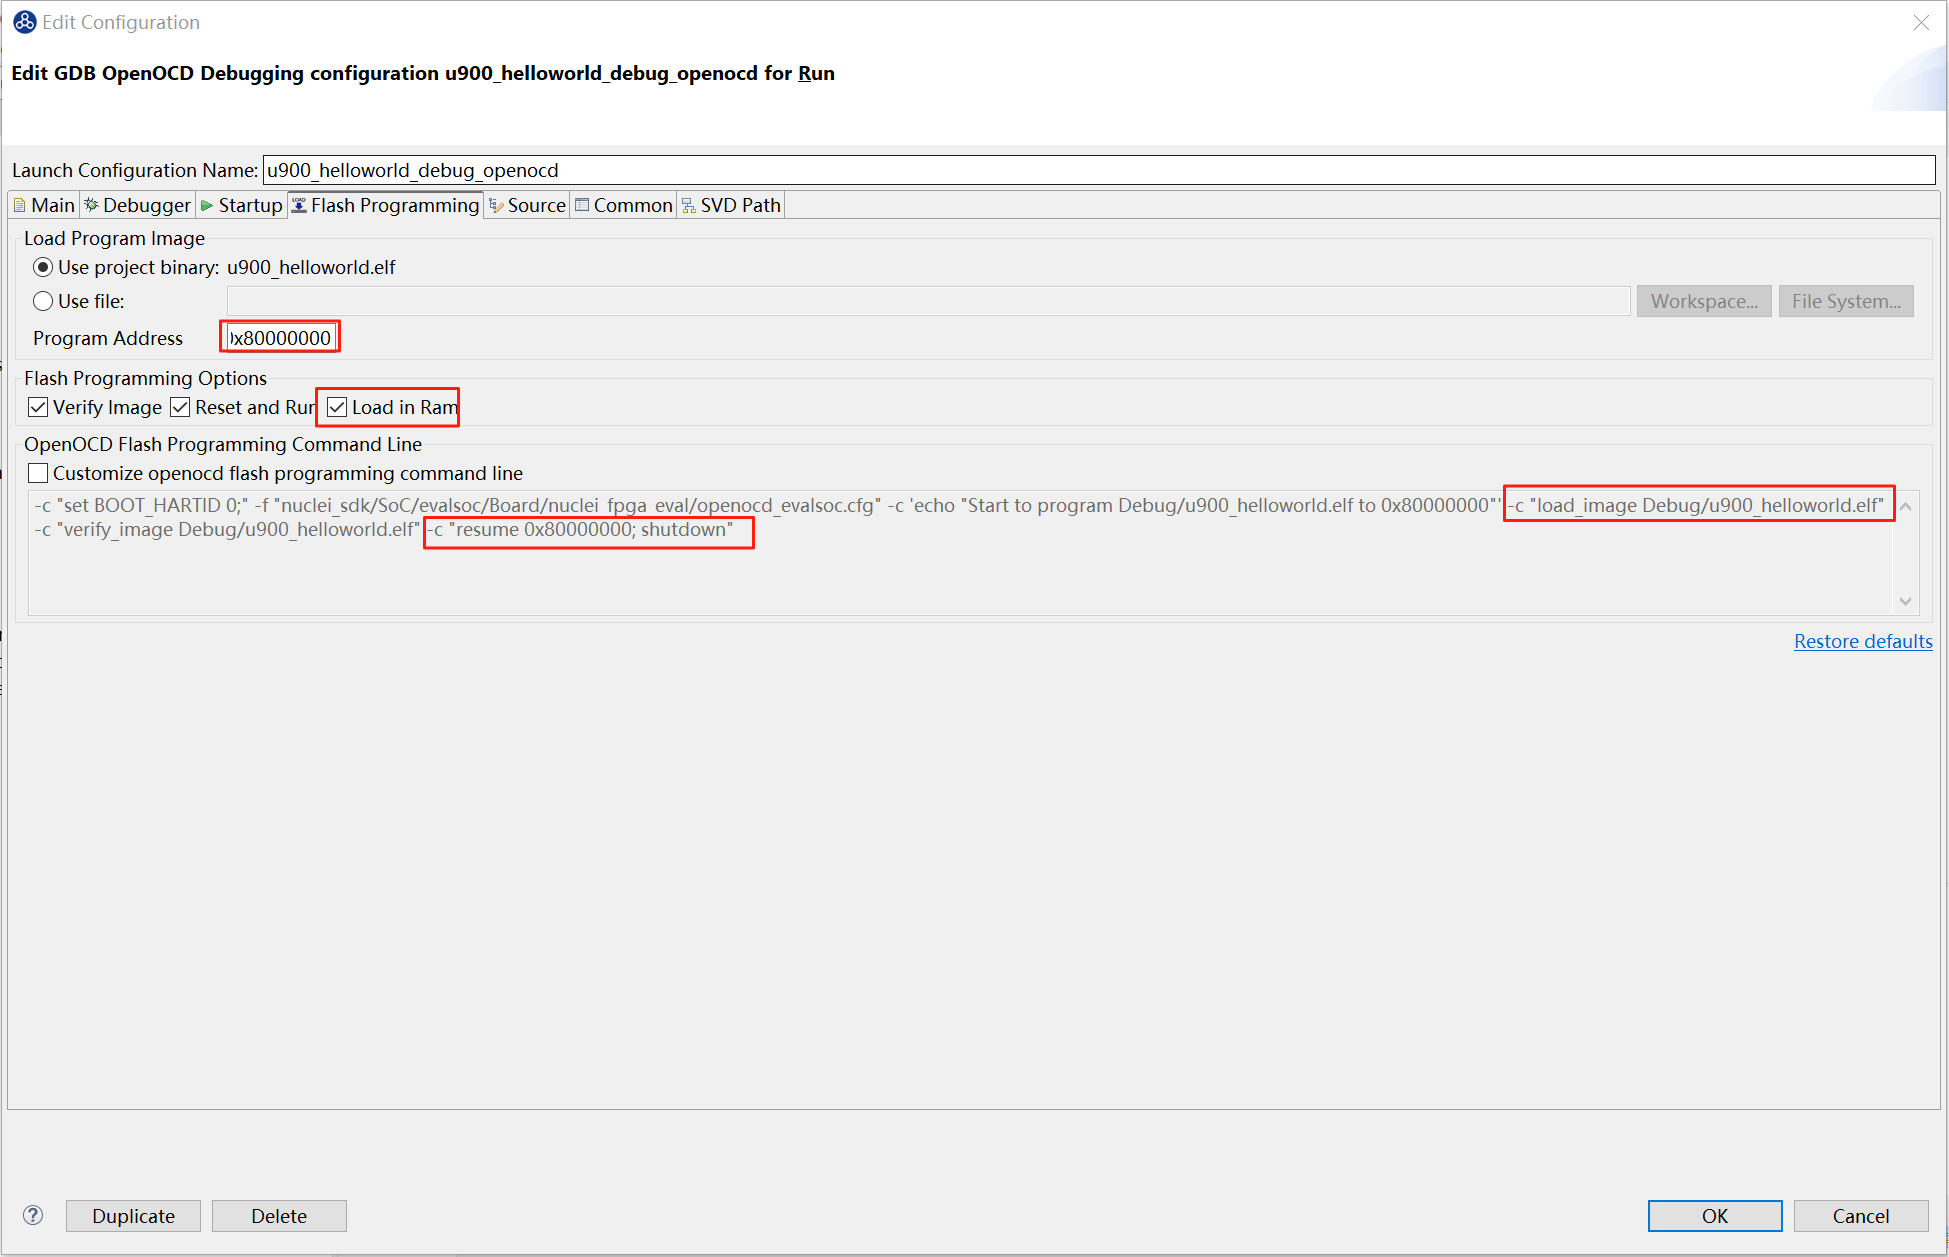 Edit Configuration
Edit GDB OpenOCD Debugging configuration u900_helloworld_debug_openocd for Run
Launch Configuration Name: u900_helloworld_debug_openocd
Main Debugger Startup Flash Programming Source Common SVD Path
Load Program Image
Use project binary: u900_helloworld.elf
Use file: Workspace... File System...
Program Address 0x80000000
Flash Programming Options
Verify Image Reset and Run Load in Ram
OpenOCD Flash Programming Command Line
Customize openocd flash programming command line
-c "set BOOT_HARTID 0;" -f "nuclei_sdk/SoC/evalsoc/Board/nuclei_fpga_eval/openocd_evalsoc.cfg" -c 'echo "Start to program Debug/u900_helloworld.elf to 0x80000000"' -c "load_image Debug/u900_helloworld.elf"
-c "verify_image Debug/u900_helloworld.elf" -c "resume 0x80000000; shutdown"
Restore defaults
Duplicate Delete OK Cancel